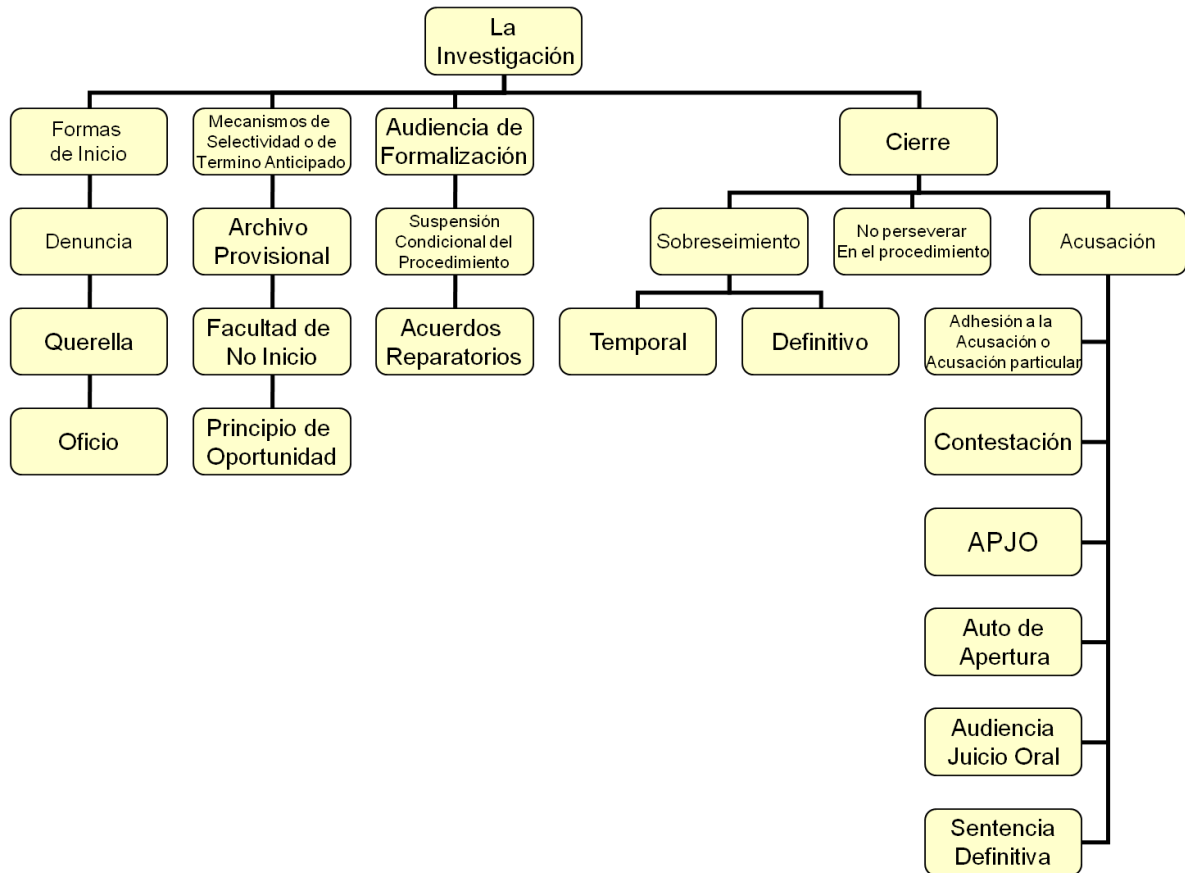 La
Investigación
Formas
de Inicio
Mecanismos de
Selectividad o de
Termino Anticipado
Audiencia de
Formalización
Cierre
Denuncia
Archivo
Provisional
Suspensión
Condicional del
Procedimiento
Sobreseimiento
No perseverar
En el procedimiento
Acusación
Querella
Facultad de
No Inicio
Acuerdos
Reparatorios
Temporal
Definitivo
Adhesión a la
Acusación o
Acusación particular
Oficio
Principio de
Oportunidad
Contestación
APJO
Auto de
Apertura
Audiencia
Juicio Oral
Sentencia
Definitiva